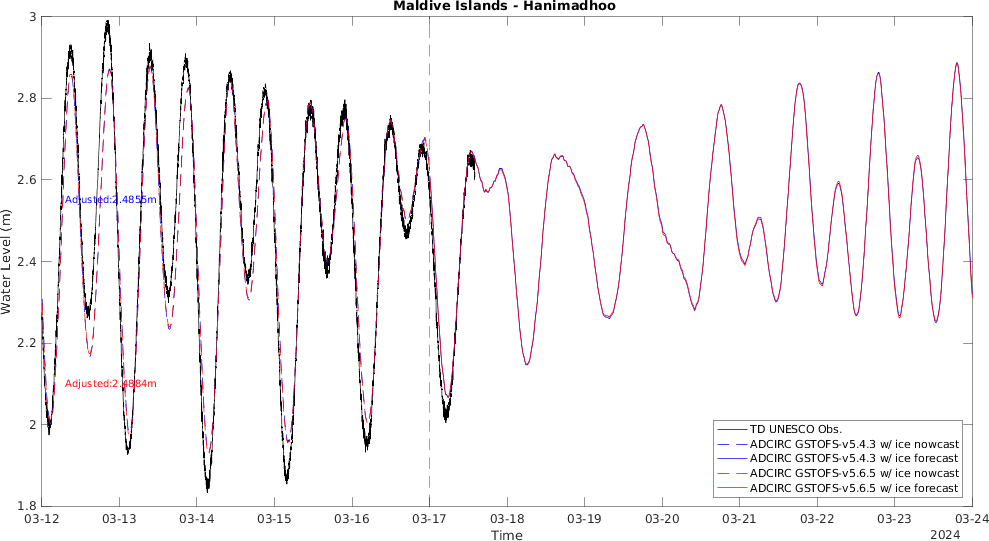 Maldive Islands - Hanimadhoo
3
2.8
2.6
2.4
2.2
2
1.8
Water Level (m)
Adjusted:2.4855m
Adjusted:2.4884m
TD UNESCO Obs.
ADCIRC GSTOFS-v5.4.3 w/ ice nowcast
ADCIRC GSTOFS-v5.4.3 w/ ice forecast
ADCIRC GSTOFS-v5.6.5 w/ ice nowcast
ADCIRC GSTOFS-v5.6.5 w/ ice forecast
03-12 03-13 03-14 03-15 03-16 03-17 03-18 03-19 03-20 03-21 03-22 03-23 03-24
Time
2024